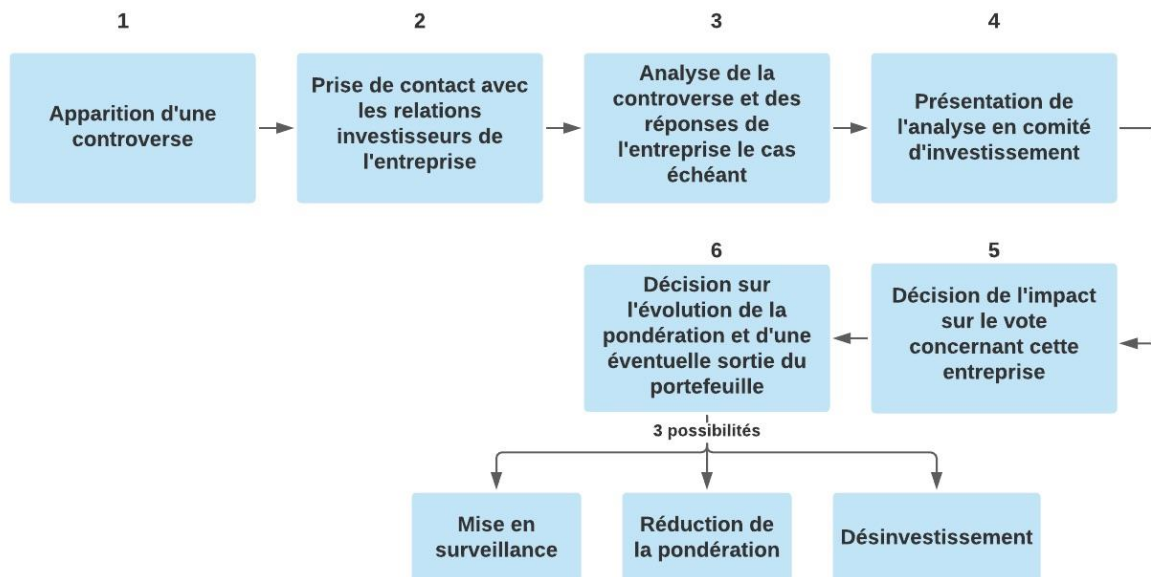 1
Apparition d'une
controverse
2
Prise de contact avec
les relations
investisseurs de
l'entreprise
3
Analyse de la
controverse et des
réponses de
l'entreprise le cas
échéant
4
Présentation de
l'analyse en comité
d'investissement
5
Décision de l'impact
sur le vote
concernant cette
entreprise
6
Décision sur
l'évolution de la
pondération et d'une
éventuelle sortie du
portefeuille
3 possibilités
Mise en
surveillance
Réduction de
la pondération
Désinvestissement